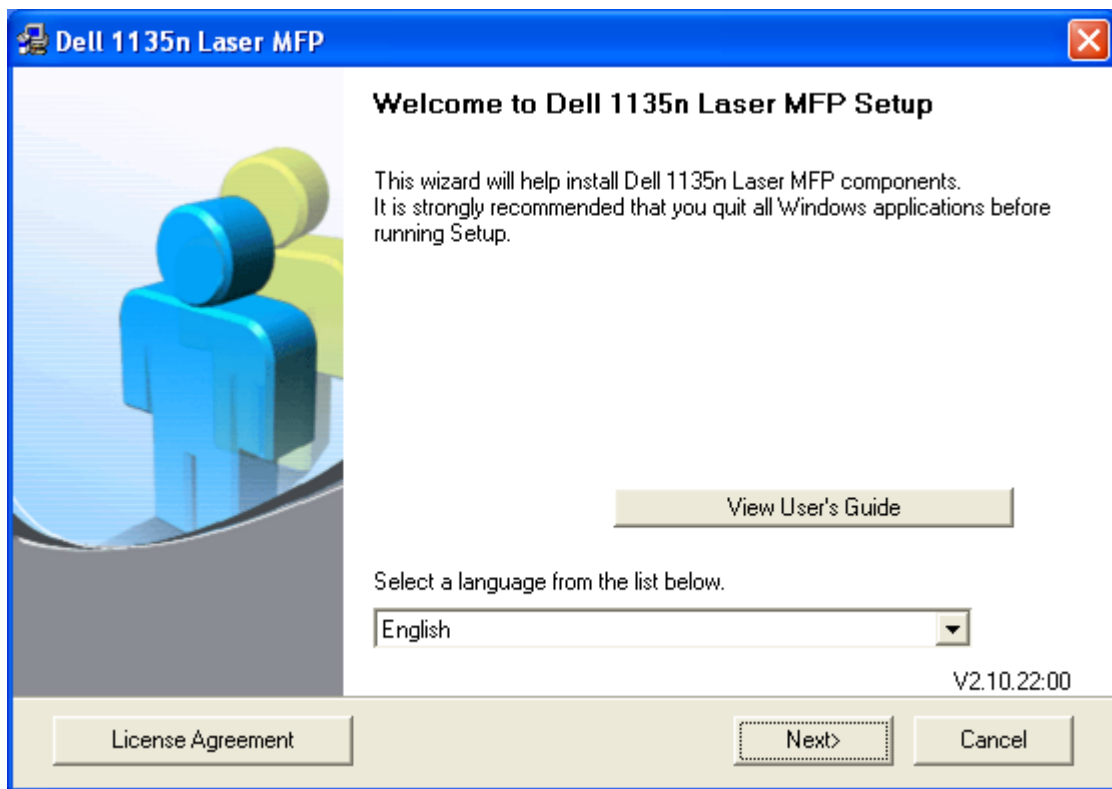 Dell 1135n Laser MFP
Welcome to Dell 1135n Laser MFP Setup
This wizard will help install Dell 1135n Laser MFP components.
It is strongly recommended that you quit all Windows applications before
running Setup.
View User's Guide
Select a language from the list below.
English
V2.10.22:00
License Agreement
Next>
Cancel